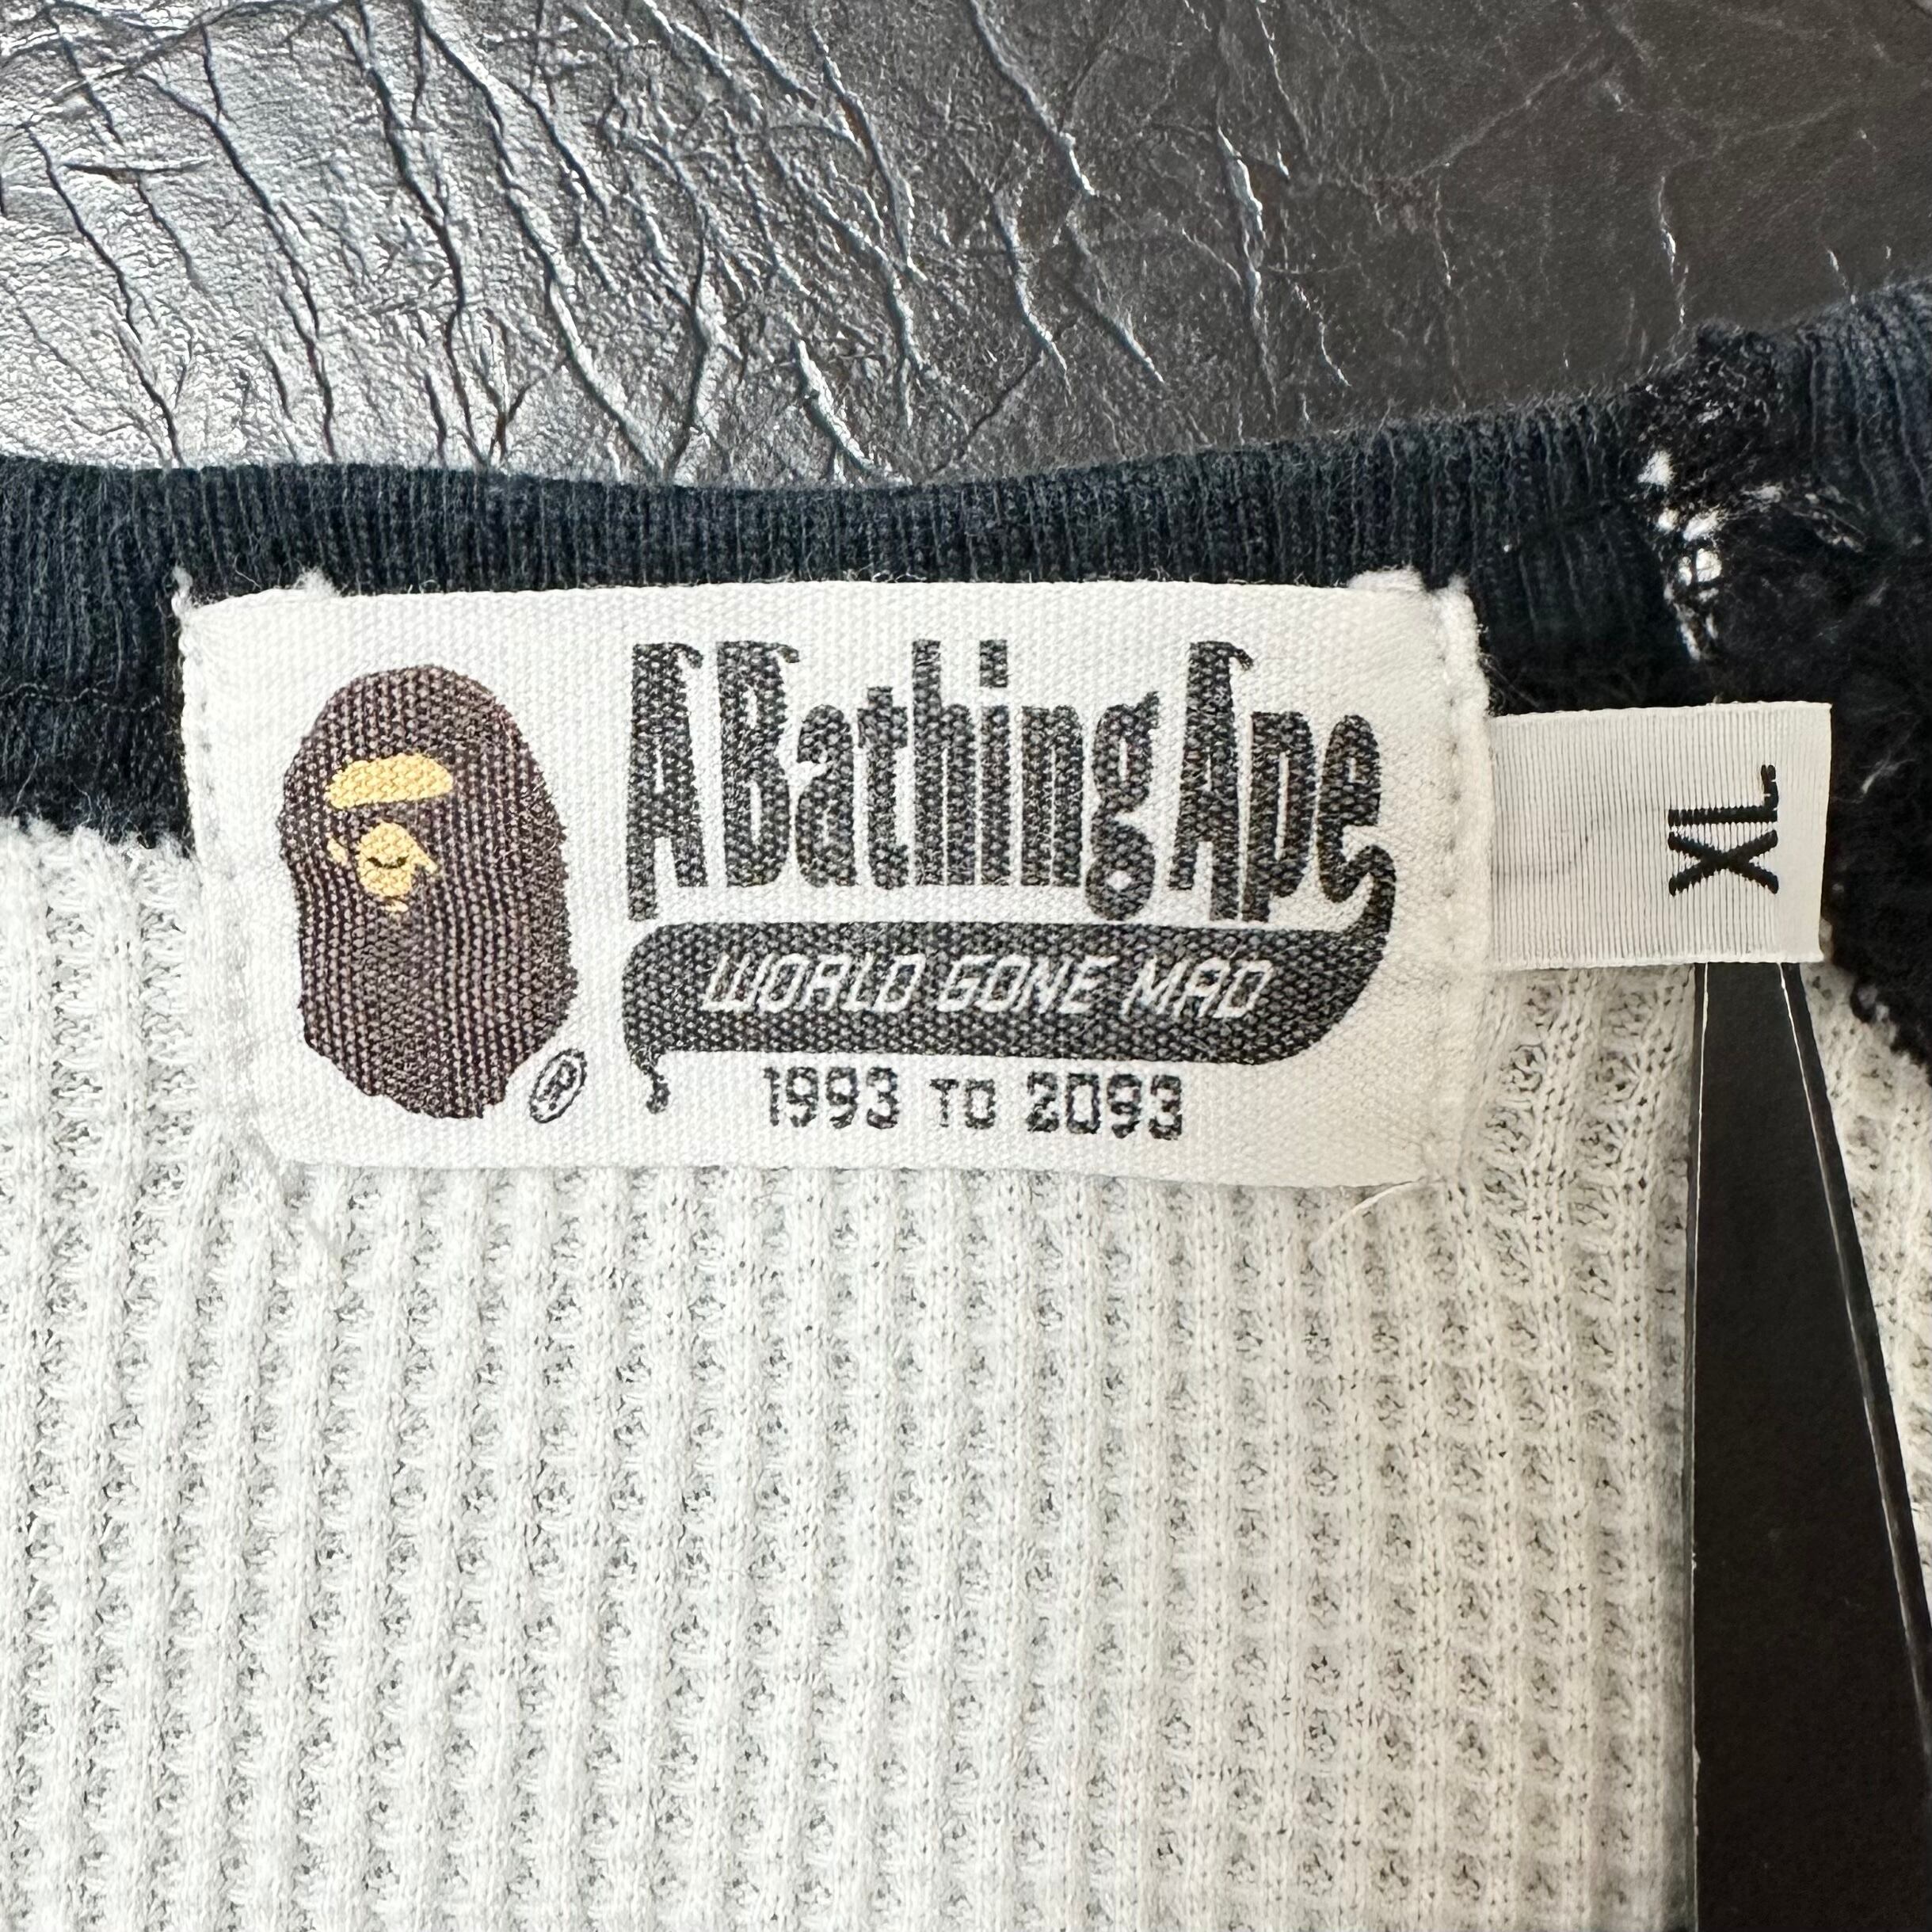 A Bathing Ape
WORLD GONE MAD
1993 TO 2093
®
XL